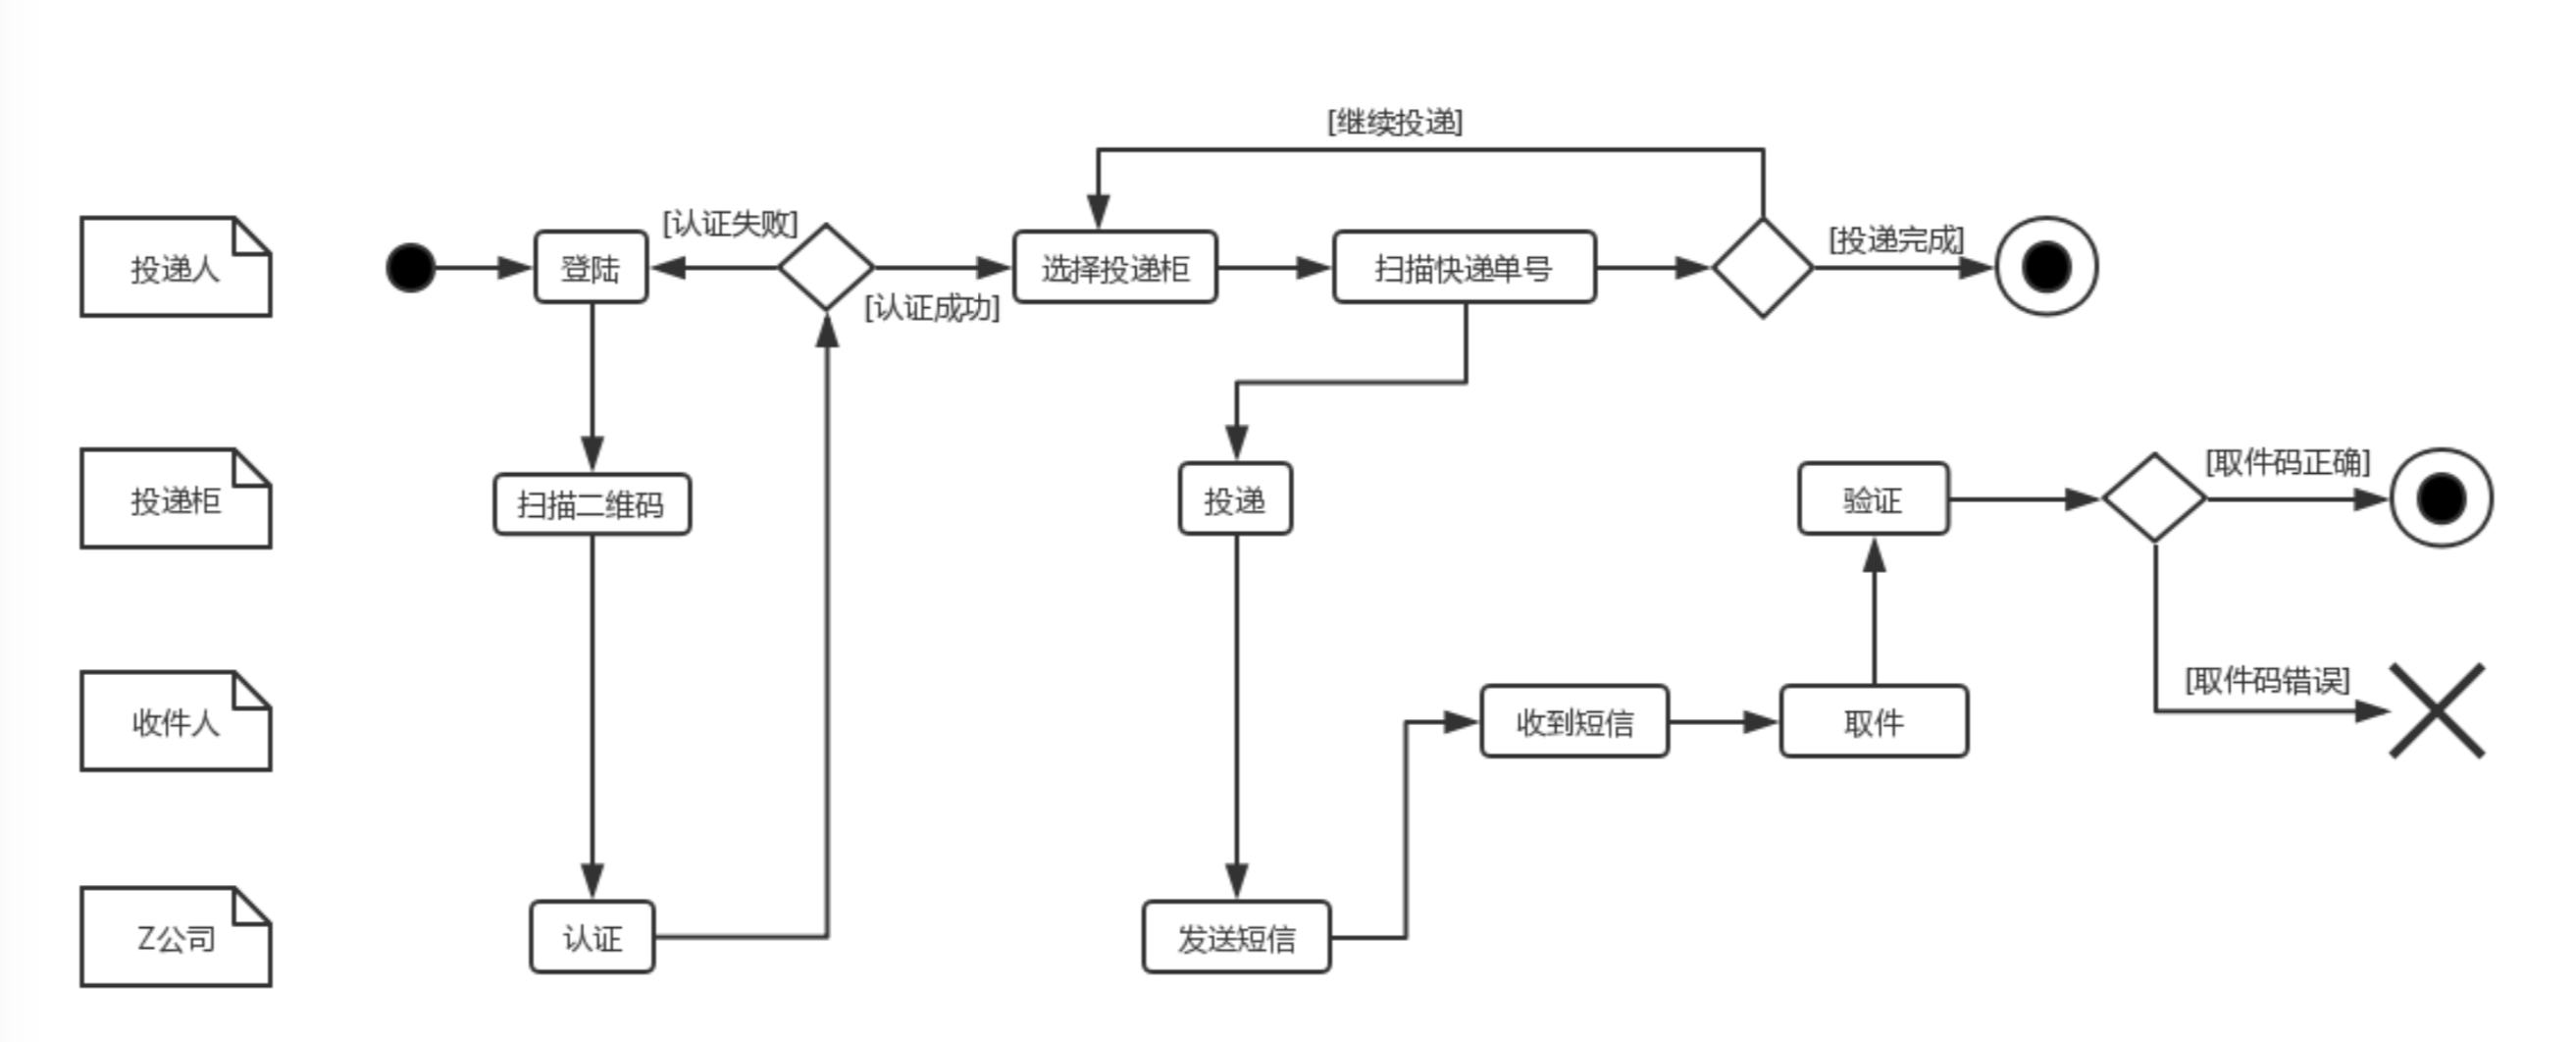 [继续投递]
投递人
登陆
[认证失败]
[认证成功]
选择投递柜
扫描快递单号
[投递完成]
投递柜
扫描二维码
投递
验证
[取件码正确]
收件人
收到短信
取件
[取件码错误]
Z公司
认证
发送短信